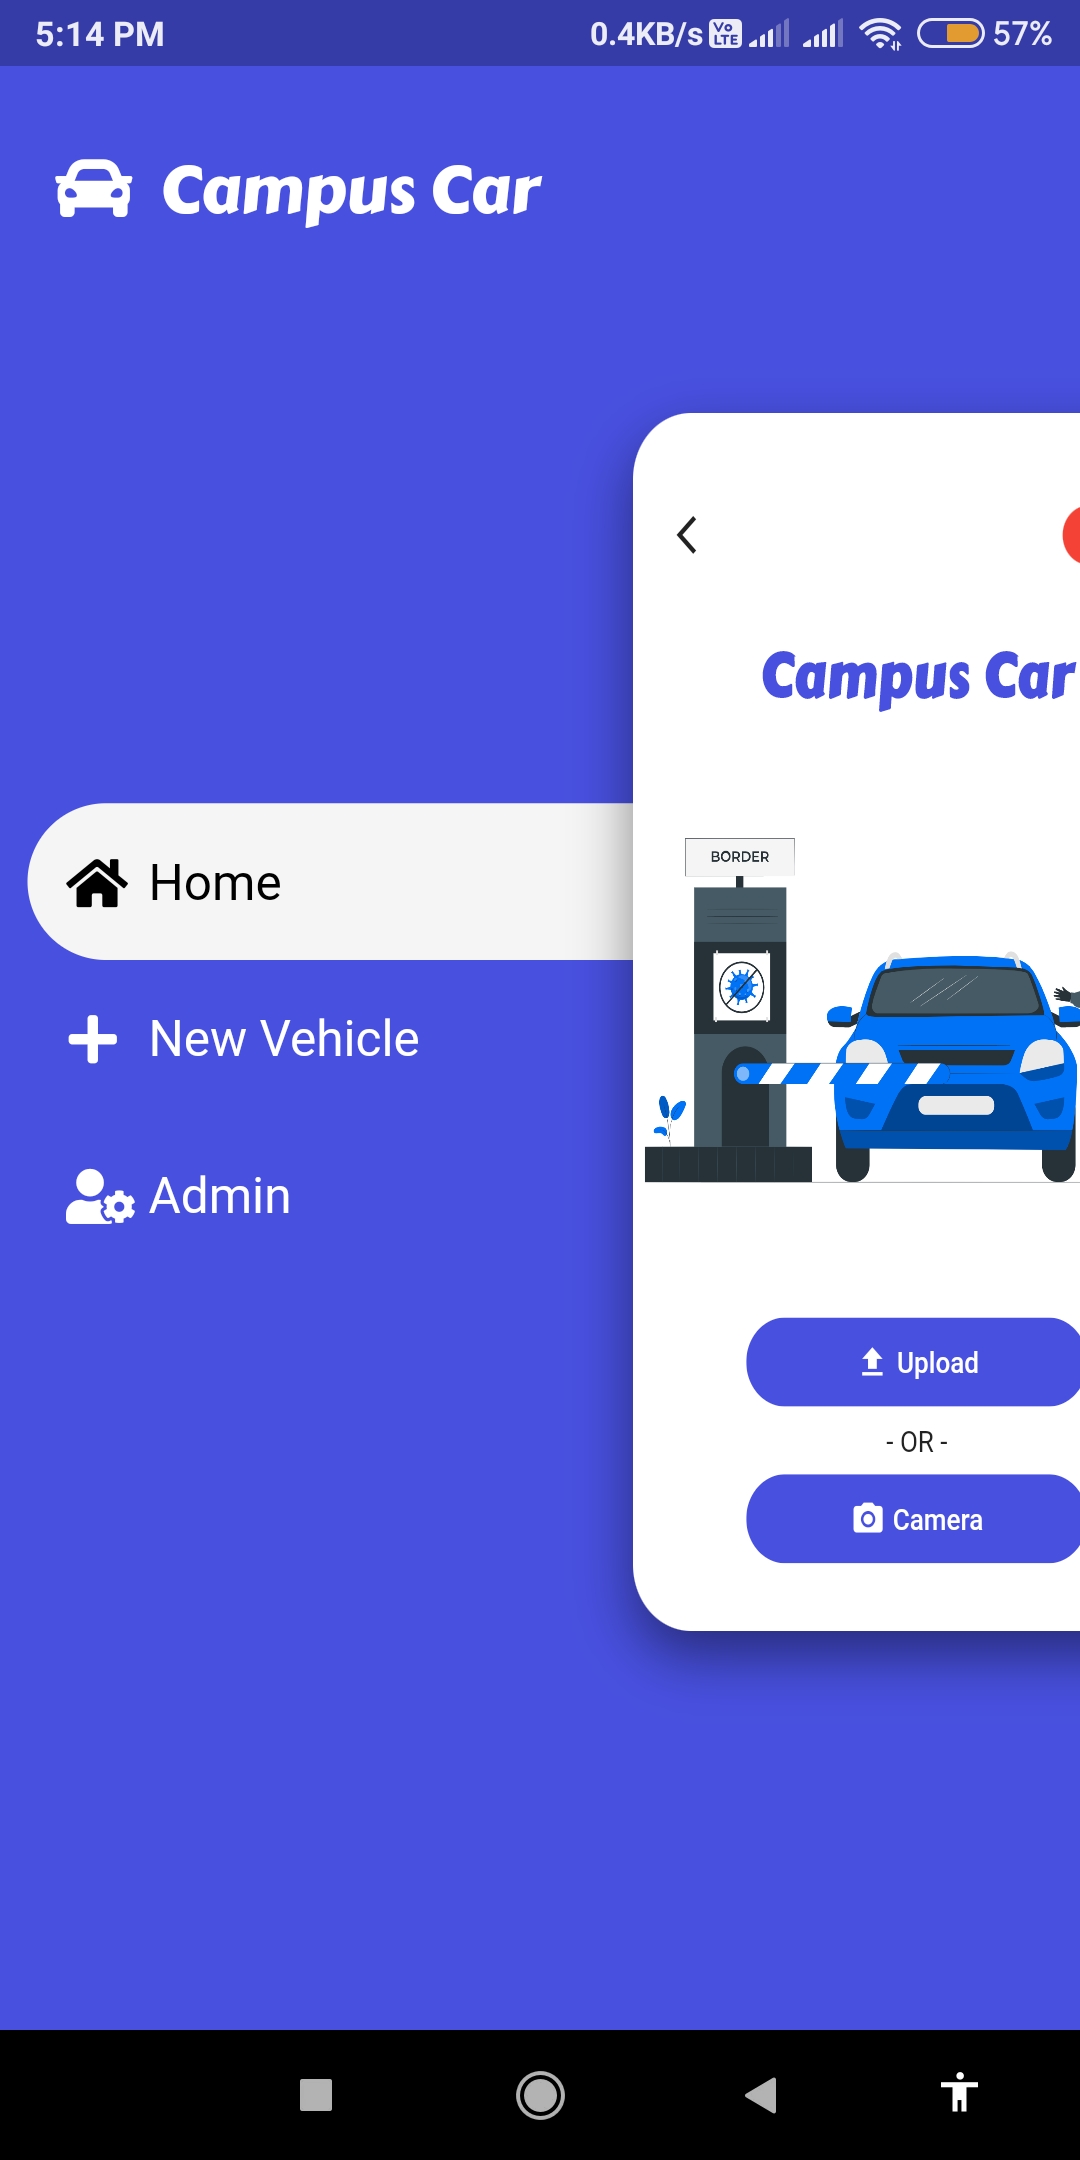 5:14 PM 0.4KB/s Vo LTE 57%
Campus Car
Campus Car
BORDER
Home
New Vehicle
Admin
Upload
- OR -
Camera